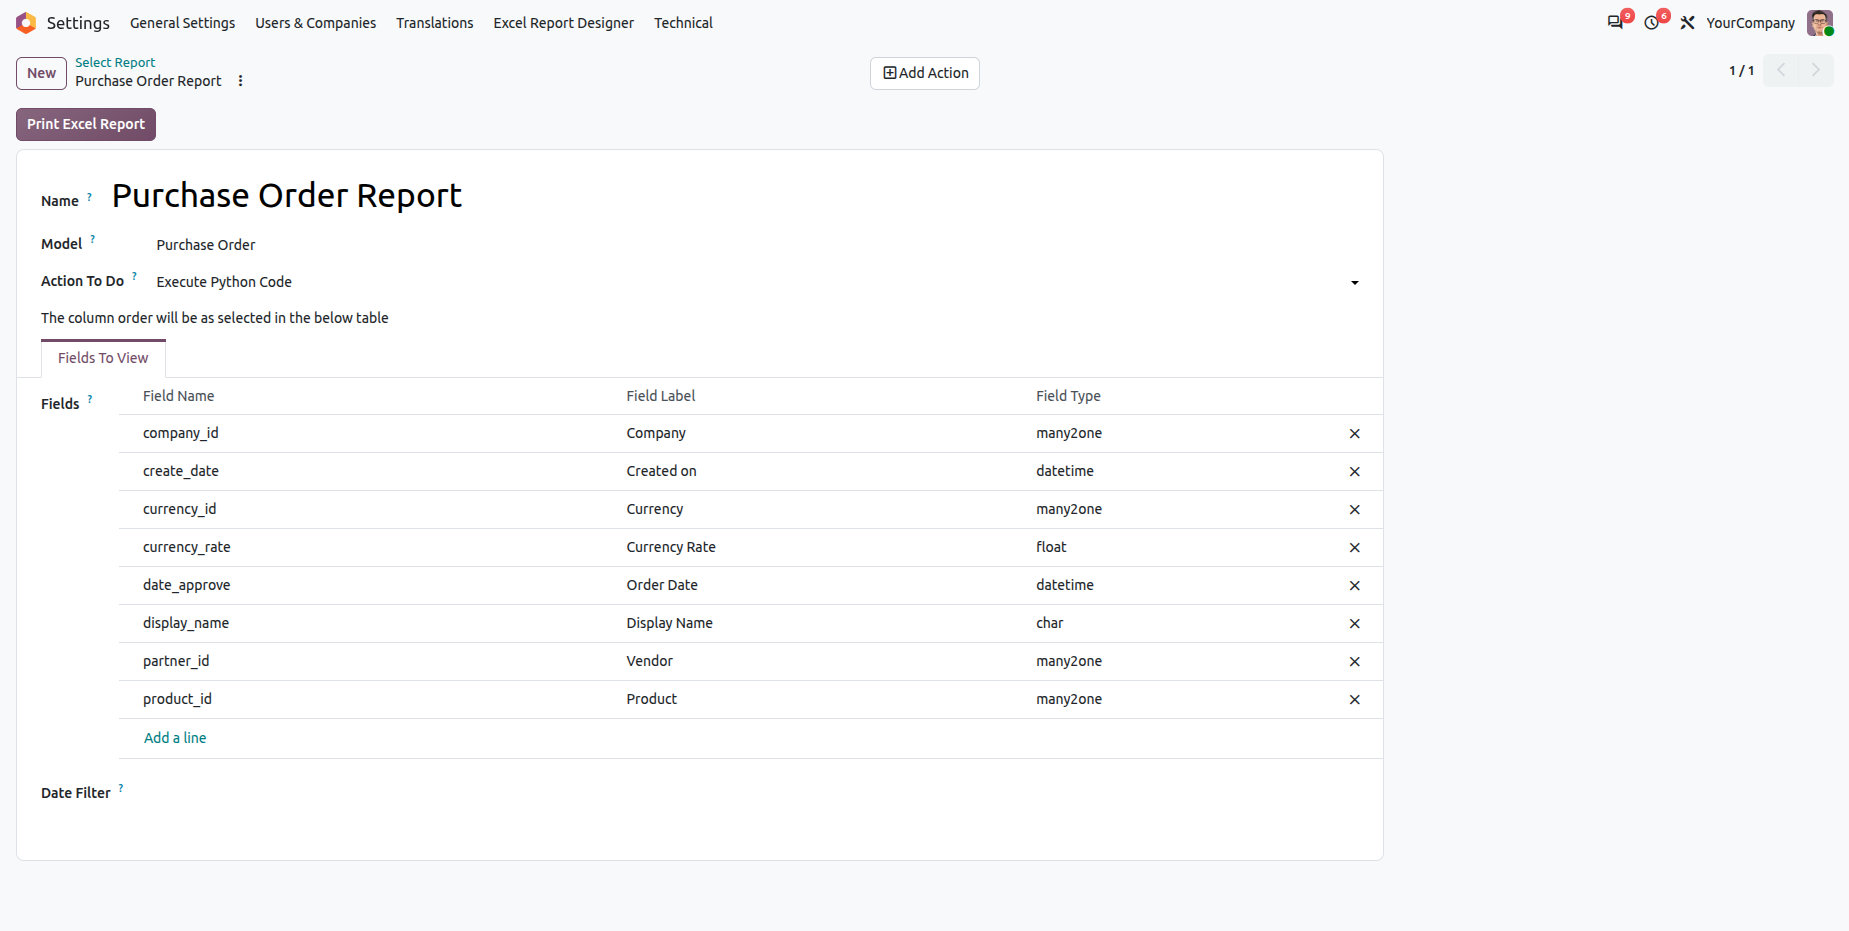 Settings General Settings Users & Companies Translations Excel Report Designer Technical 9 6 YourCompany
New Select Report
Purchase Order Report
Add Action
1 / 1
Print Excel Report
Name ? Purchase Order Report
Model ? Purchase Order
Action To Do ? Execute Python Code
The column order will be as selected in the below table
Fields To View
Fields ? Field Name Field Label Field Type
company_id Company many2one
create_date Created on datetime
currency_id Currency many2one
currency_rate Currency Rate float
date_approve Order Date datetime
display_name Display Name char
partner_id Vendor many2one
product_id Product many2one
Add a line
Date Filter ?